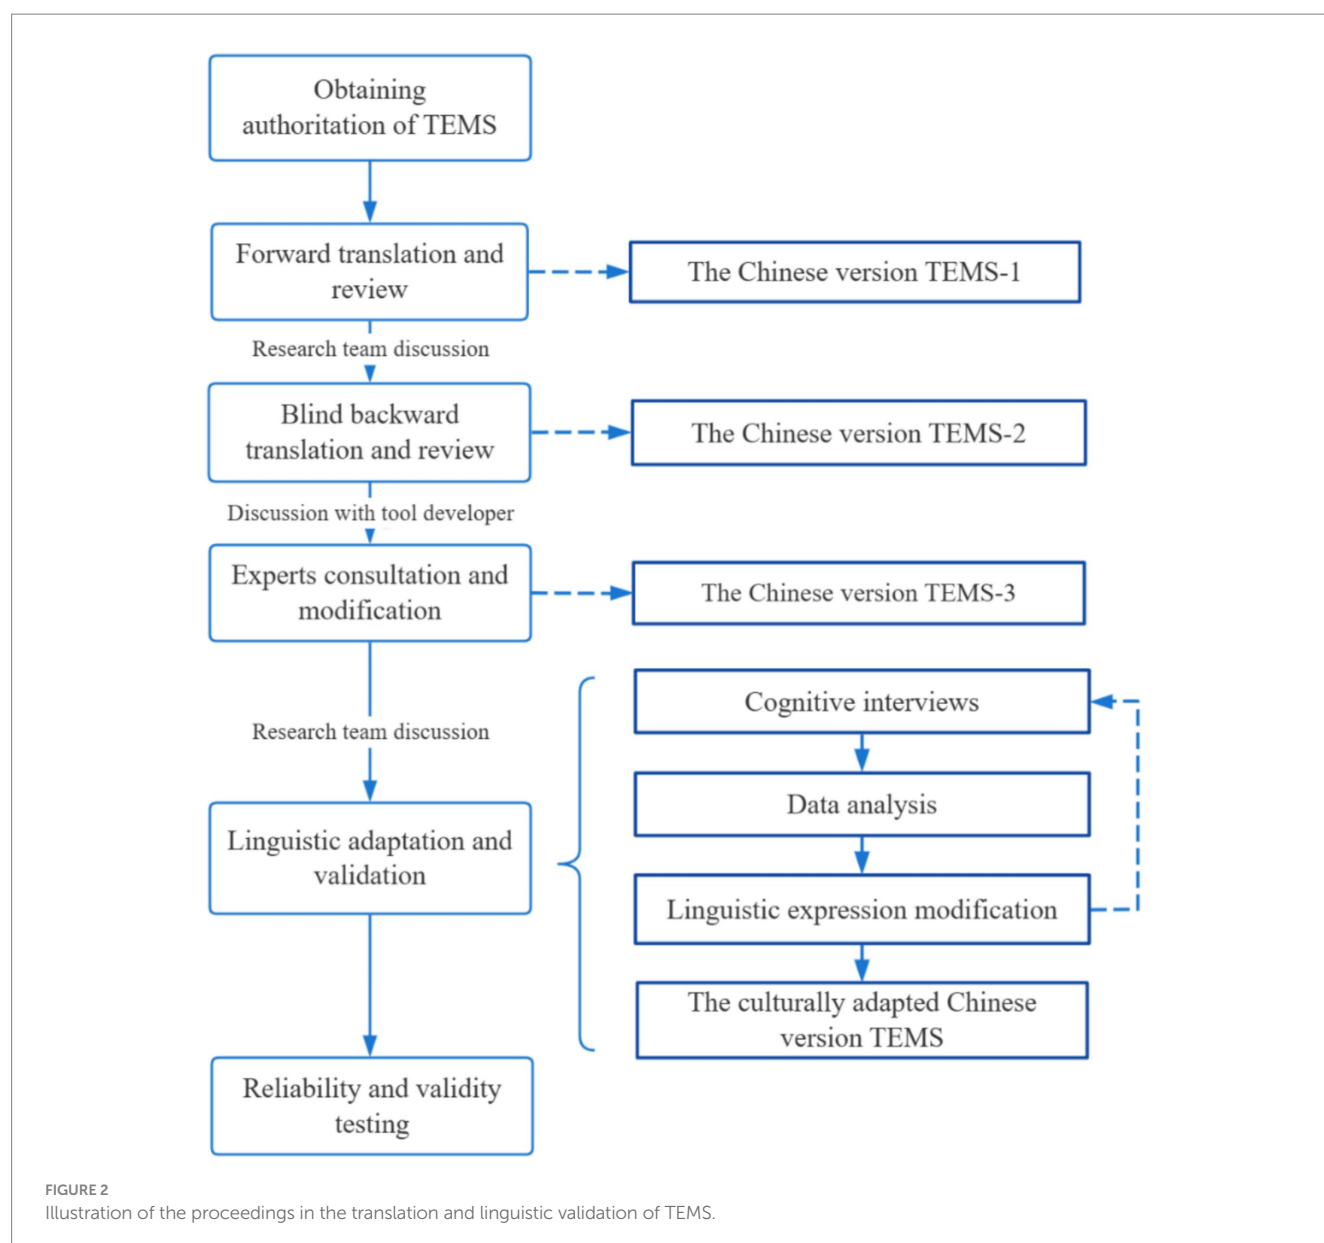 Obtaining
authoritation of TEMS
Forward translation and
review
The Chinese version TEMS-1
Research team discussion
Blind backward
translation and review
The Chinese version TEMS-2
Discussion with tool developer
Experts consultation and
modification
The Chinese version TEMS-3
Research team discussion
Linguistic adaptation and
validation
Cognitive interviews
Data analysis
Linguistic expression modification
The culturally adapted Chinese
version TEMS
Reliability and validity
testing
FIGURE 2
Illustration of the proceedings in the translation and linguistic validation of TEMS.